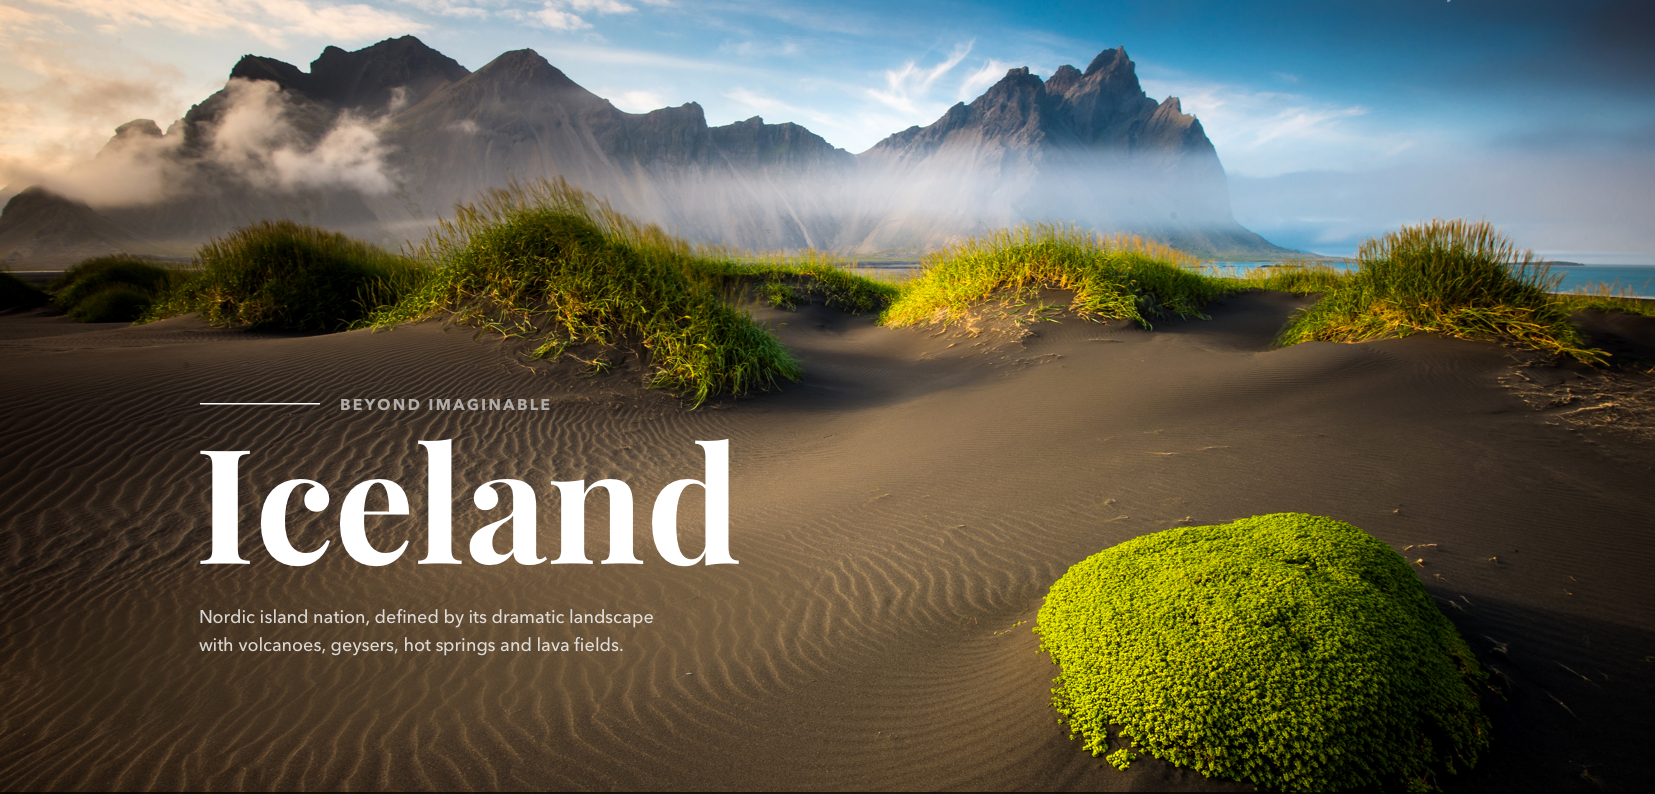 BEYOND IMAGINABLE
Iceland
Nordic island nation, defined by its dramatic landscape
with volcanoes, geysers, hot springs and lava fields.